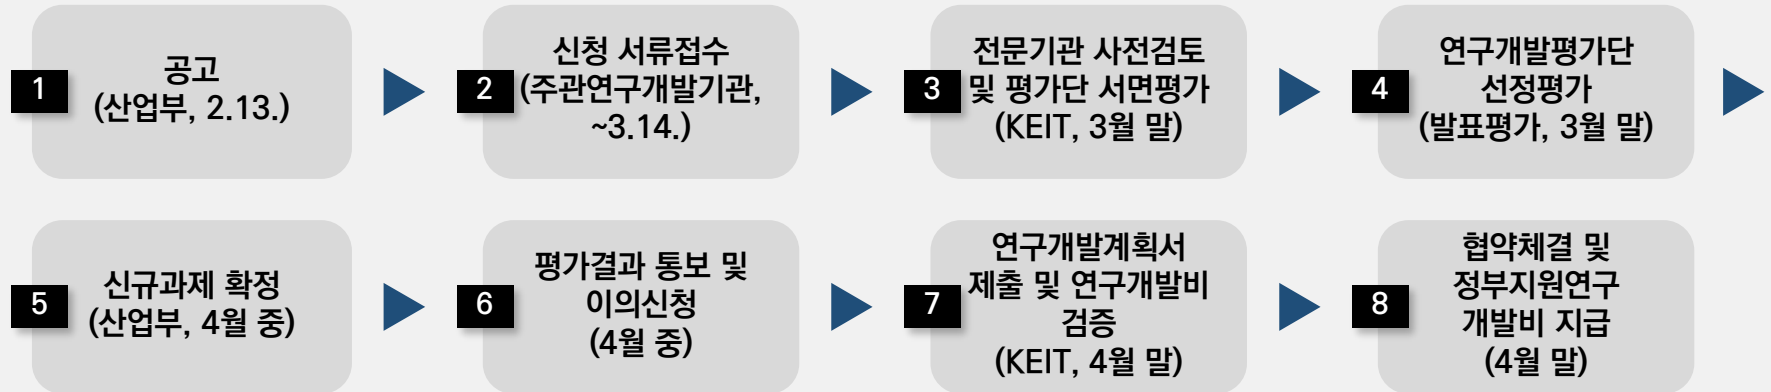 1
공고
(산업부, 2.13.)
2
신청 서류접수
(주관연구개발기관,
~3.14.)
3
전문기관 사전검토
및 평가단 서면평가
(KEIT, 3월 말)
4
연구개발평가단
선정평가
(발표평가, 3월 말)
5
신규과제 확정
(산업부, 4월 중)
6
평가결과 통보 및
이의신청
(4월 중)
7
연구개발계획서
제출 및 연구개발비
검증
(KEIT, 4월 말)
8
협약체결 및
정부지원연구
개발비 지급
(4월 말)